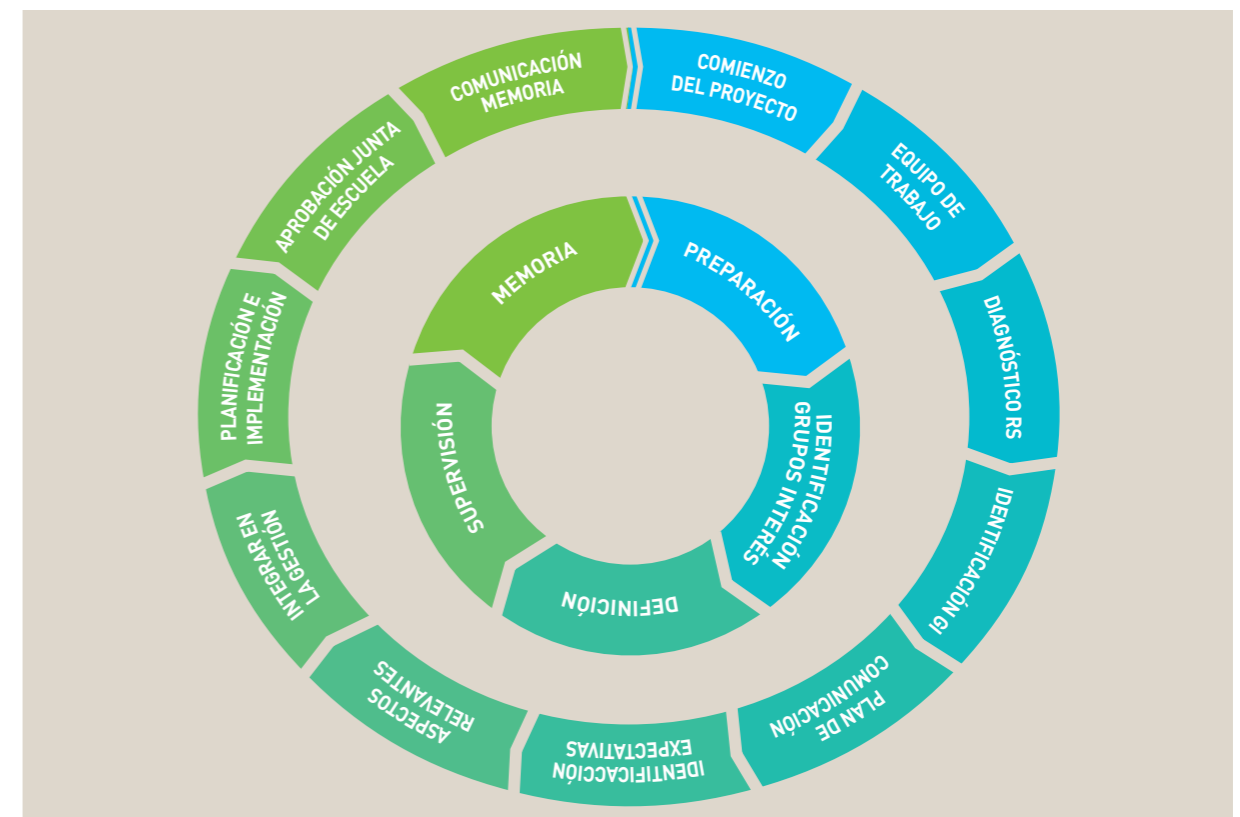 COMIENZO
DEL PROYECTO
EQUIPO DE
TRABAJO
DIAGNÓSTICO RS
IDENTIFICACIÓN GI
PLAN DE
COMUNICACIÓN
IDENTIFICACCIÓN
EXPECTATIVAS
ASPECTOS
RELEVANTES
INTEGRAR EN
LA GESTIÓN
PLANIFICACIÓN E
IMPLEMENTACIÓN
APROBACIÓN JUNTA
DE ESCUELA
COMUNICACIÓN
MEMORIA
PREPARACIÓN
IDENTIFICACIÓN
GRUPOS INTERÉS
DEFINICIÓN
SUPERVISIÓN
MEMORIA